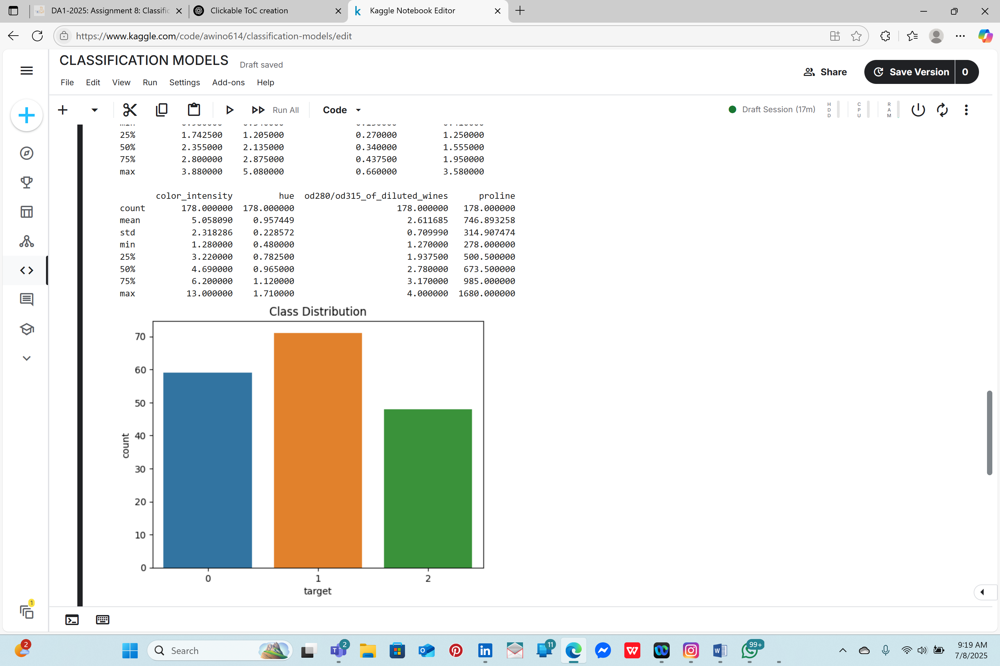 DA1-2025: Assignment 8: Classific
Clickable ToC creation
Kaggle Notebook Editor
https://www.kaggle.com/code/awino614/classification-models/edit
CLASSIFICATION MODELS Draft saved
File Edit View Run Settings Add-ons Help
Share
Save Version 0
Run All
Code
Draft Session (17m)
HDD
CPU
RAM
25% 1.742500 1.205000 0.270000 1.250000
50% 2.355000 2.135000 0.340000 1.555000
75% 2.800000 2.875000 0.437500 1.950000
max 3.880000 5.080000 0.660000 3.580000
color_intensity hue od280/od315_of_diluted_wines proline
count 178.000000 178.000000 178.000000 178.000000
mean 5.058090 0.957449 2.611685 746.893258
std 2.318286 0.228572 0.709990 314.907474
min 1.280000 0.480000 1.270000 278.000000
25% 3.220000 0.782500 1.937500 500.500000
50% 4.690000 0.965000 2.780000 673.500000
75% 6.200000 1.120000 3.170000 985.000000
max 13.000000 1.710000 4.000000 1680.000000
Class Distribution
70
60
50
40
30
20
10
0
count
0 1 2
target
1
2
Search
2
11
99+
9:19 AM
7/8/2025